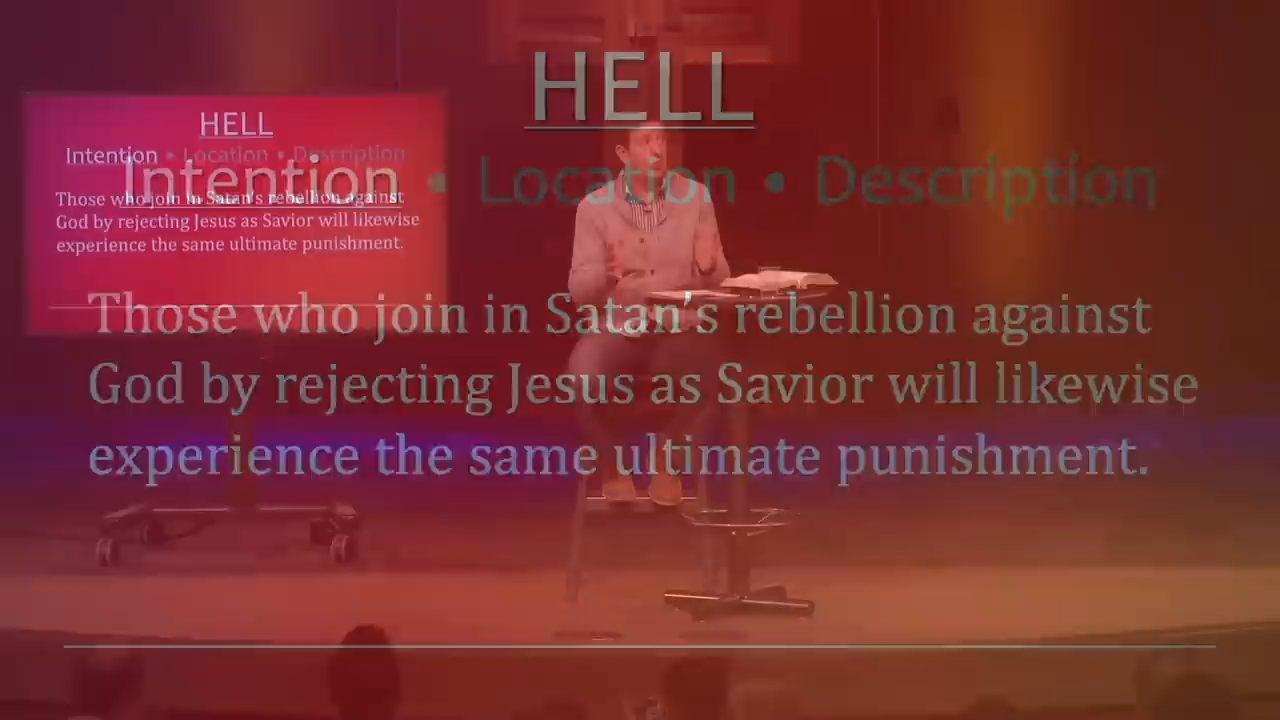 HELL
Intention • Location • Description
Those who join in Satan's rebellion against
God by rejecting Jesus as Savior will likewise
experience the same ultimate punishment.
HELL
Intention • Location • Description
Those who join in Satan's rebellion against
God by rejecting Jesus as Savior will likewise
experience the same ultimate punishment.